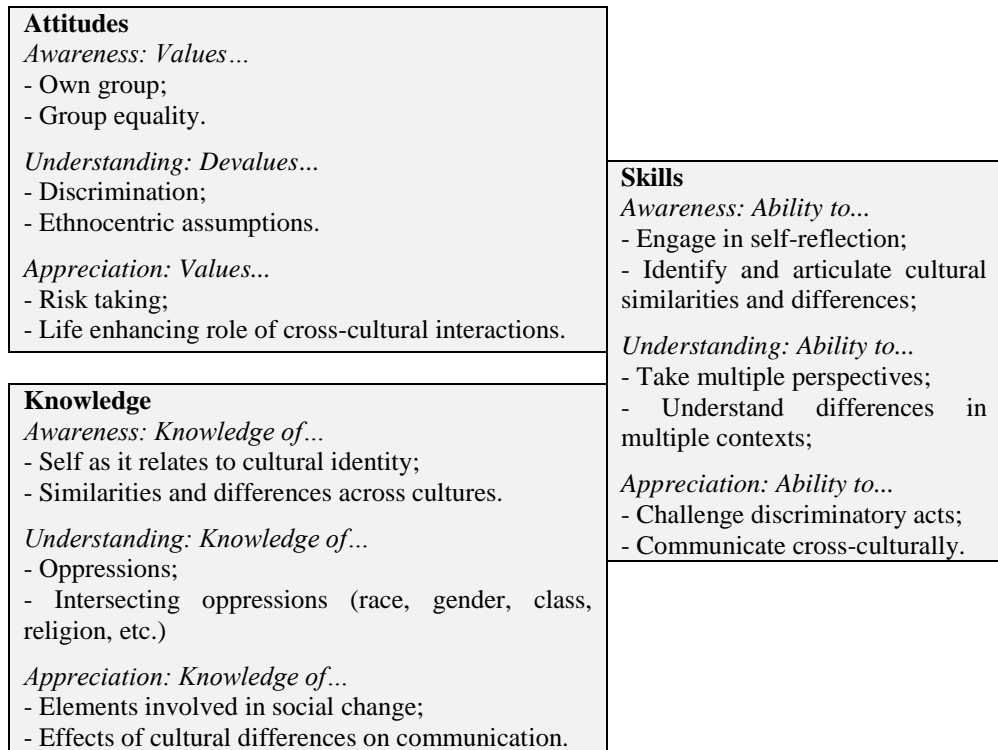 Attitudes
Awareness: Values…
- Own group;
- Group equality.
Understanding: Devalues…
- Discrimination;
- Ethnocentric assumptions.
Appreciation: Values...
- Risk taking;
- Life enhancing role of cross-cultural interactions.
Knowledge
Awareness: Knowledge of…
- Self as it relates to cultural identity;
- Similarities and differences across cultures.
Understanding: Knowledge of…
- Oppressions;
- Intersecting oppressions (race, gender, class,
religion, etc.)
Appreciation: Knowledge of…
- Elements involved in social change;
- Effects of cultural differences on communication.
Skills
Awareness: Ability to...
- Engage in self-reflection;
- Identify and articulate cultural
similarities and differences;
Understanding: Ability to...
- Take multiple perspectives;
- Understand differences in
multiple contexts;
Appreciation: Ability to...
- Challenge discriminatory acts;
- Communicate cross-culturally.